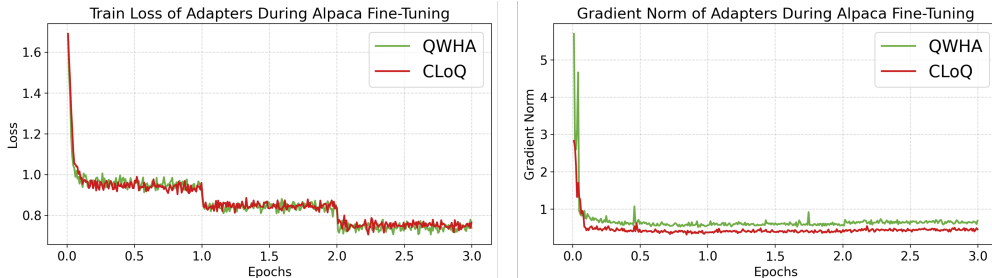 Train Loss of Adapters During Alpaca Fine-Tuning
QWHA
CLoQ
1.6
1.4
1.2
1.0
0.8
Loss
0.0 0.5 1.0 1.5 2.0 2.5 3.0
Epochs
Gradient Norm of Adapters During Alpaca Fine-Tuning
QWHA
CLoQ
5
4
3
2
1
Gradient Norm
0.0 0.5 1.0 1.5 2.0 2.5 3.0
Epochs